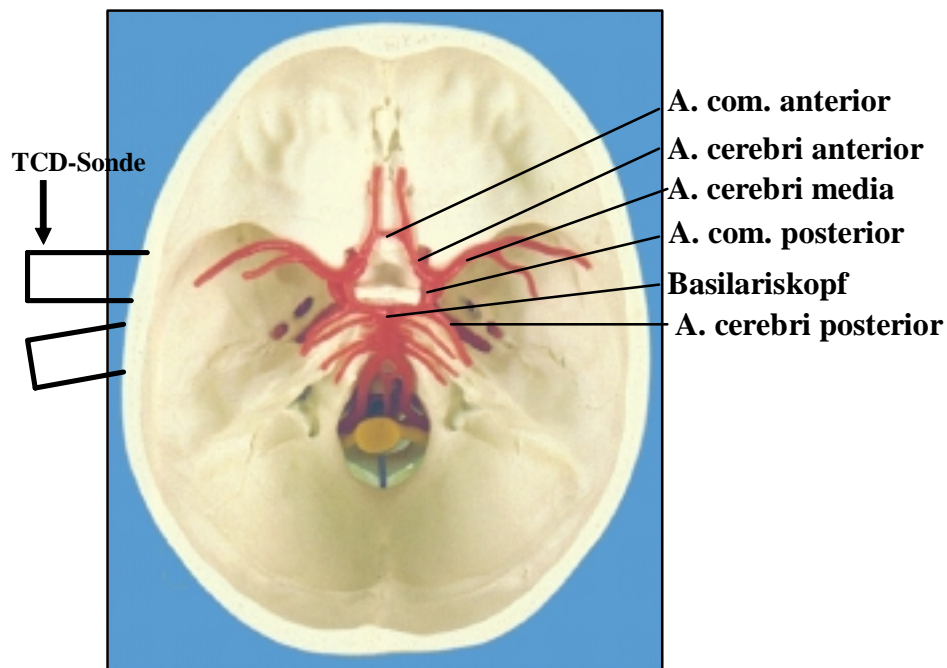 A. com. anterior
A. cerebri anterior
TCD-Sonde
A. cerebri media
A. com. posterior
Basilariskopf
A. cerebri posterior